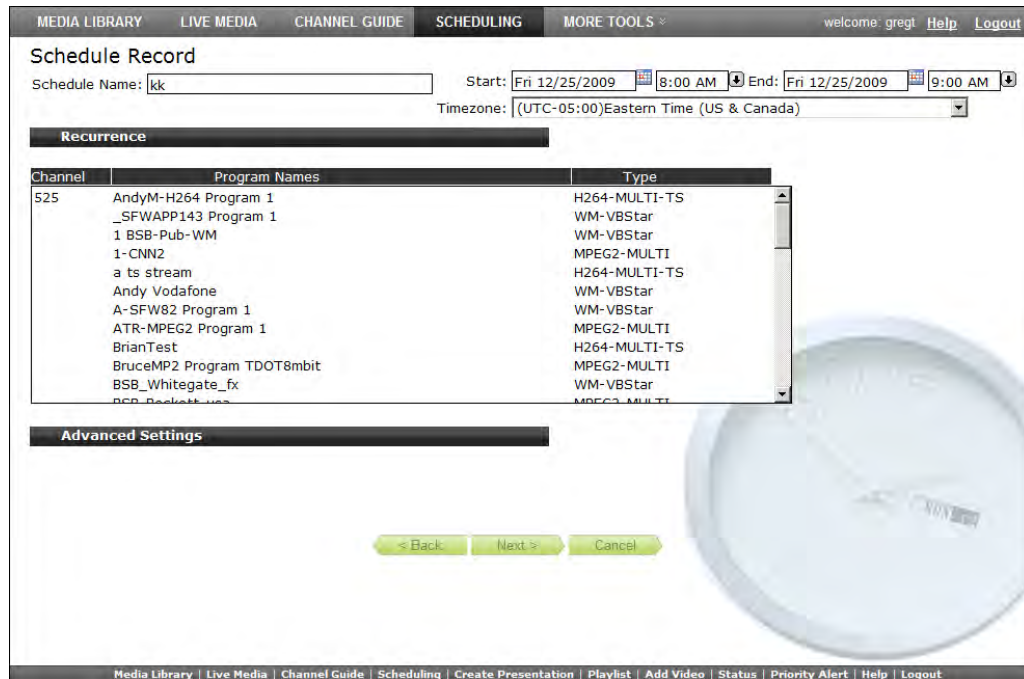 MEDIA LIBRARY LIVE MEDIA CHANNEL GUIDE SCHEDULING MORE TOOLS welcome: gregt Help Logout
Schedule Record
Schedule Name: kk Start: Fri 12/25/2009 8:00 AM End: Fri 12/25/2009 9:00 AM
Timezone: (UTC-05:00)Eastern Time (US & Canada)
Recurrence
Channel Program Names Type
525 AndyM-H264 Program 1 H264-MULTI-TS
_SFWAPP143 Program 1 WM-VBStar
1 BSB-Pub-WM WM-VBStar
1-CNN2 MPEG2-MULTI
a ts stream H264-MULTI-TS
Andy Vodafone WM-VBStar
A-SFW82 Program 1 WM-VBStar
ATR-MPEG2 Program 1 MPEG2-MULTI
BrianTest H264-MULTI-TS
BruceMP2 Program TDOT8mbit MPEG2-MULTI
BSB_Whitegate_fx WM-VBStar
MPEG2-MULTI
Advanced Settings
< Back Next > Cancel
Media Library | Live Media | Channel Guide | Scheduling | Create Presentation | Playlist | Add Video | Status | Priority Alert | Help | Logout